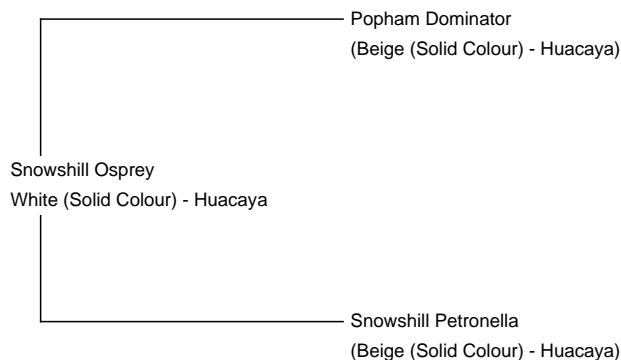 Popham Dominator
(Beige (Solid Colour) - Huacaya)
Snowshill Osprey
White (Solid Colour) - Huacaya
Snowshill Petronella
(Beige (Solid Colour) - Huacaya)